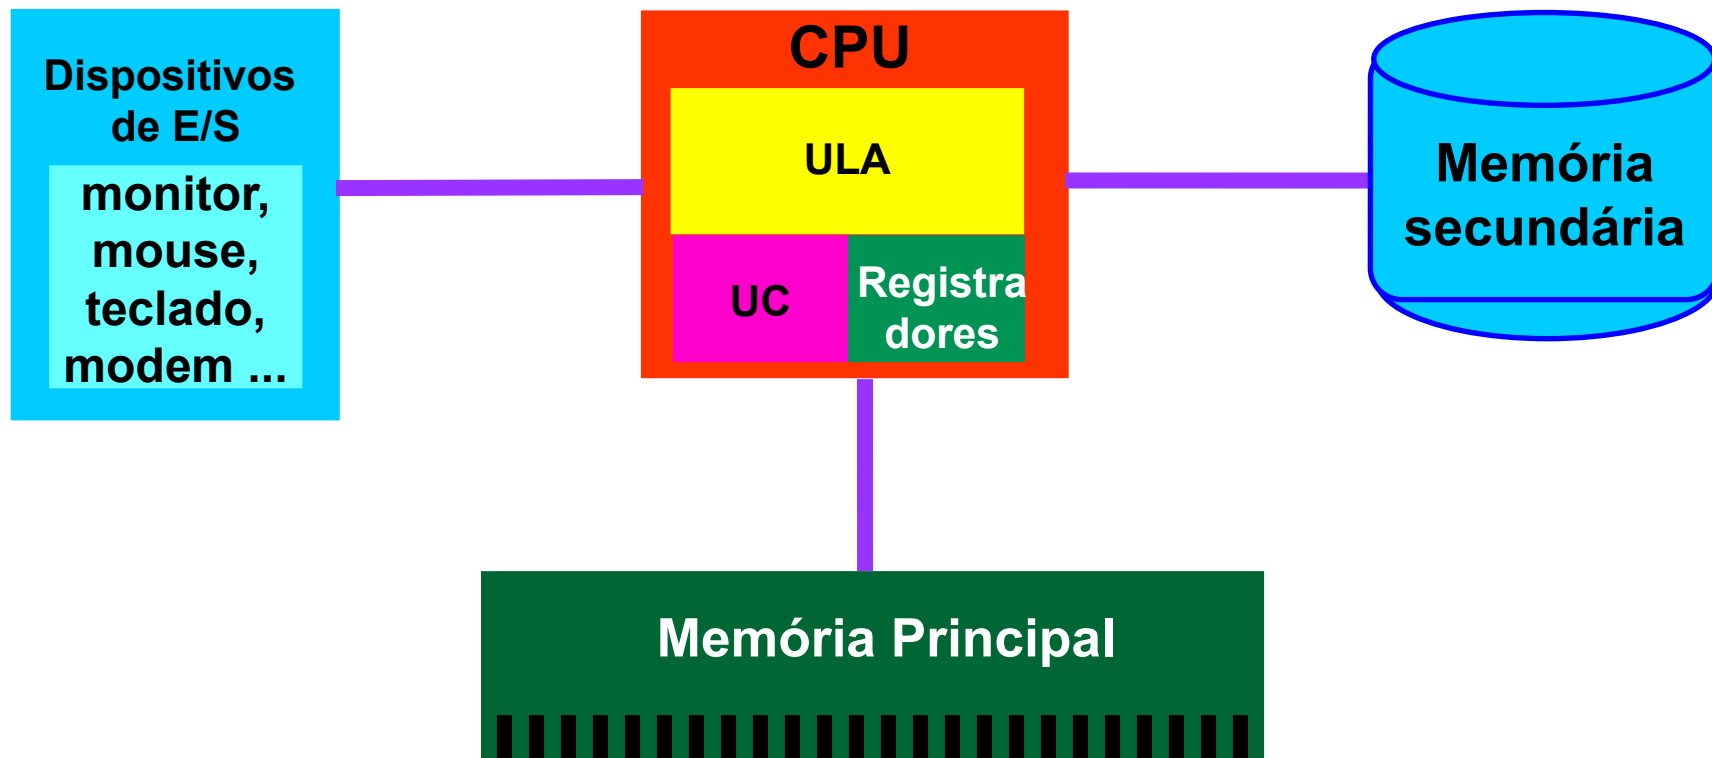 Dispositivos
de E/S
monitor,
mouse,
teclado,
modem ...
CPU
ULA
UC
Registra
dores
Memória
secundária
Memória Principal